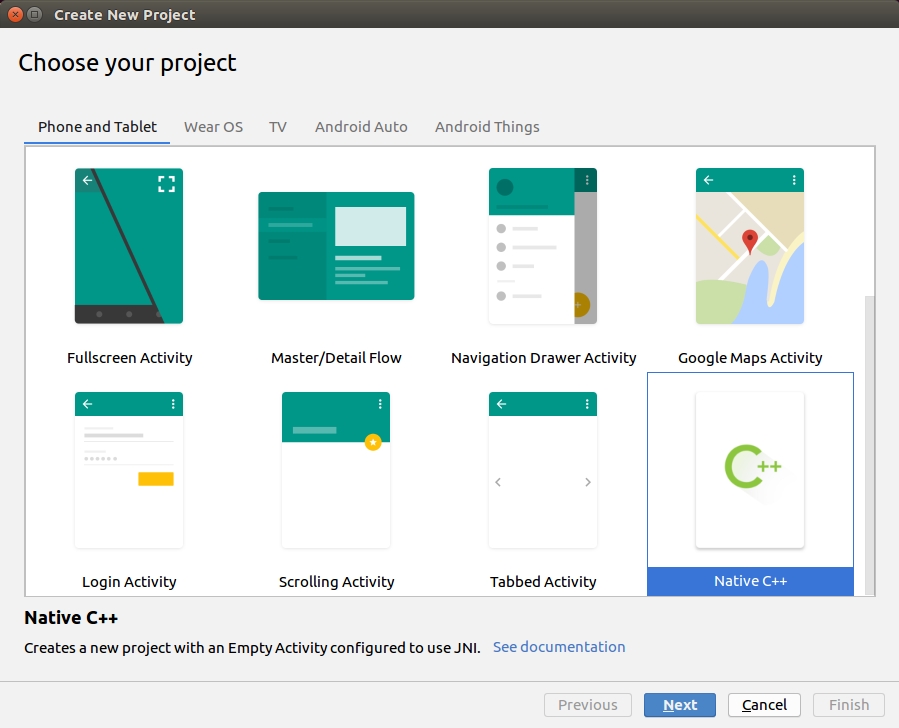 Create New Project
Choose your project
Phone and Tablet Wear OS TV Android Auto Android Things
Fullscreen Activity Master/Detail Flow Navigation Drawer Activity Google Maps Activity
C++
Login Activity Scrolling Activity Tabbed Activity Native C++
Native C++
Creates a new project with an Empty Activity configured to use JNI. See documentation
Previous Next Cancel Finish